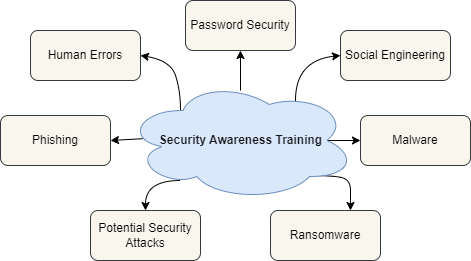 Password Security
Human Errors
Social Engineering
Phishing
Security Awareness Training
Malware
Potential Security
Attacks
Ransomware